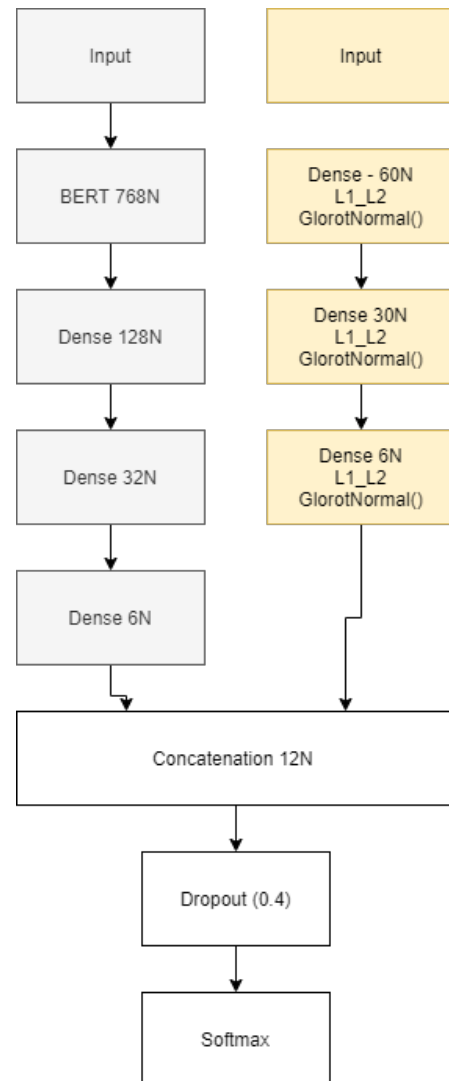 Input
BERT 768N
Dense 128N
Dense 32N
Dense 6N
Input
Dense - 60N
L1_L2
GlorotNormal()
Dense 30N
L1_L2
GlorotNormal()
Dense 6N
L1_L2
GlorotNormal()
Concatenation 12N
Dropout (0.4)
Softmax